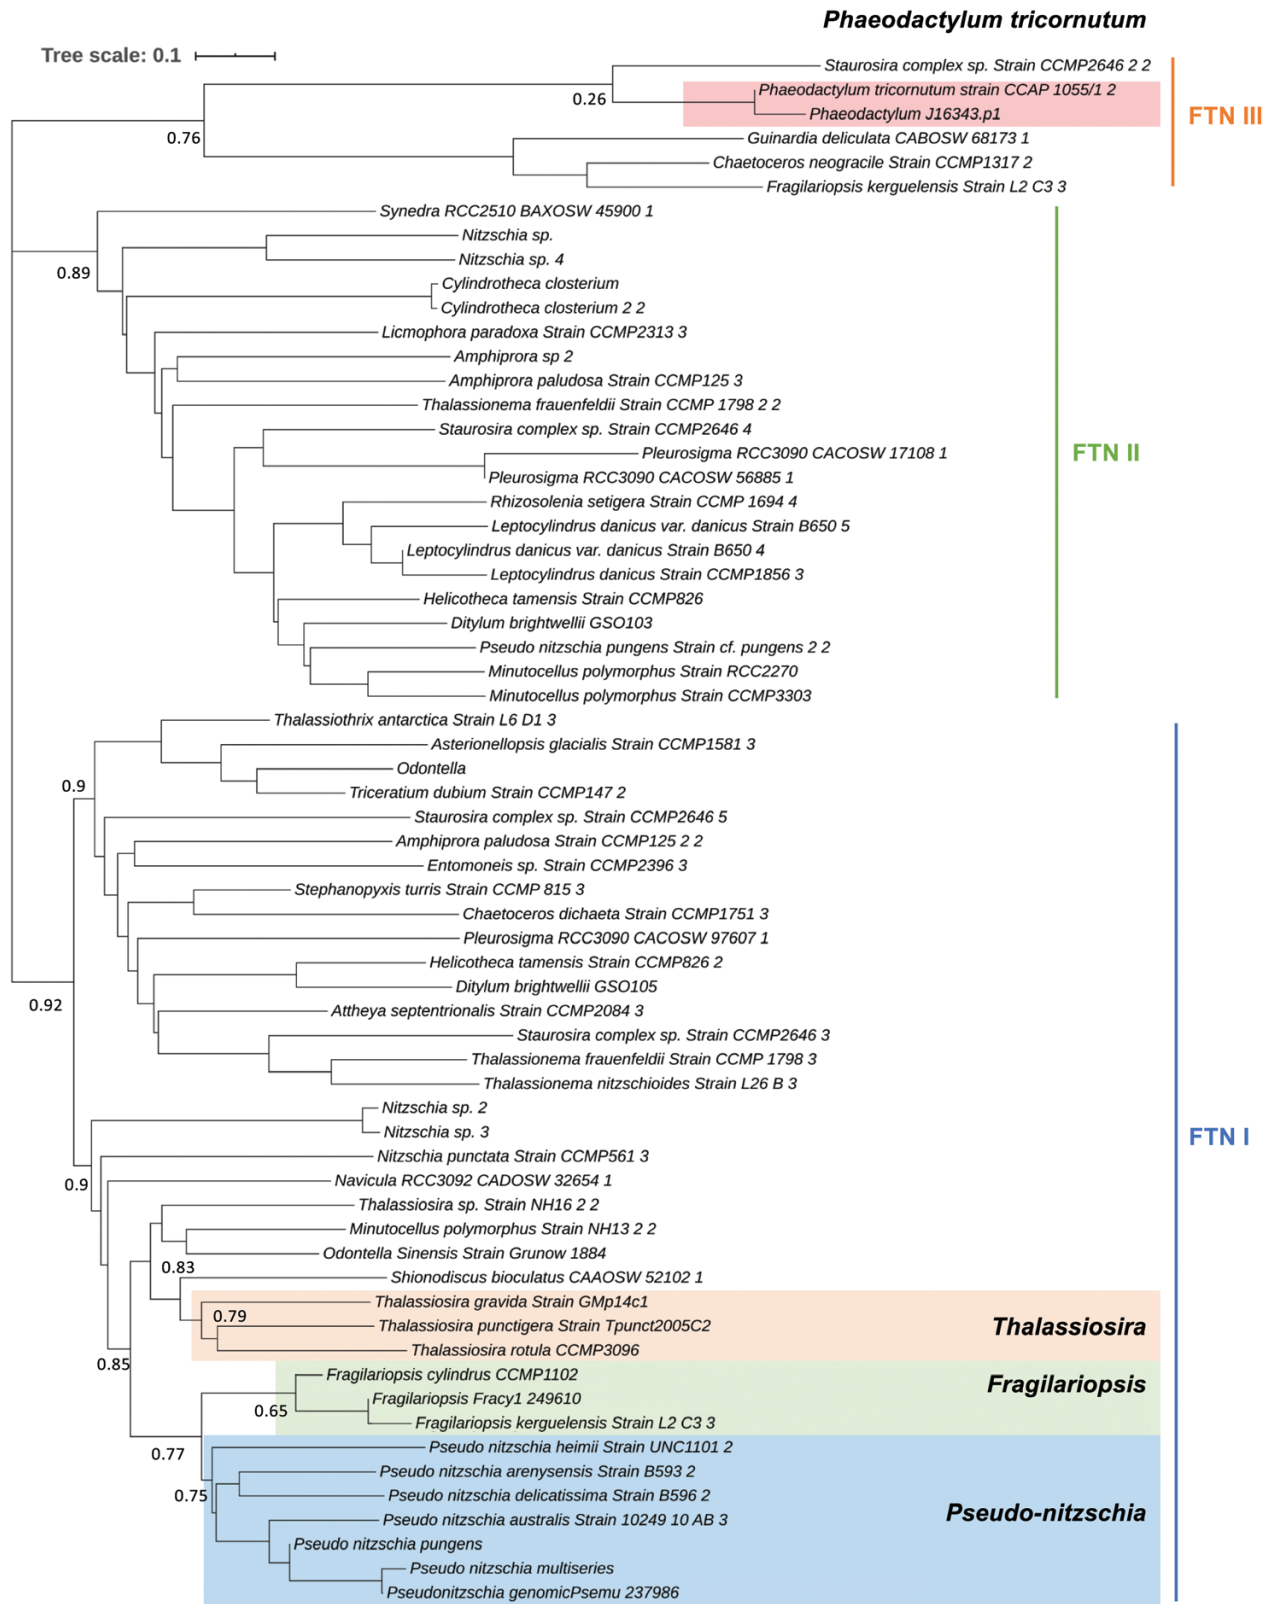 Phaeodactylum tricornutum
Tree scale: 0.1
Staurosira complex sp. Strain CCMP2646 2 2
Phaeodactylum tricornutum strain CCAP 1055/1 2
0.26
Phaeodactylum J16343.p1
FTN III
0.76
Guinardia deliculata CABOSW 68173 1
Chaetoceros neogracile Strain CCMP1317 2
Fragilariopsis kerguelensis Strain L2 C3 3
Synedra RCC2510 BAXOSW 45900 1
Nitzschia sp.
Nitzschia sp. 4
0.89
Cylindrotheca closterium
Cylindrotheca closterium 2 2
Licmophora paradoxa Strain CCMP2313 3
Amphiprora sp 2
Amphiprora paludosa Strain CCMP125 3
Thalassionema frauenfeldii Strain CCMP 1798 2 2
Staurosira complex sp. Strain CCMP2646 4
Pleurosigma RCC3090 CACOSW 17108 1
FTN II
Pleurosigma RCC3090 CACOSW 56885 1
Rhizosolenia setigera Strain CCMP 1694 4
Leptocylindrus danicus var. danicus Strain B650 5
Leptocylindrus danicus var. danicus Strain B650 4
Leptocylindrus danicus Strain CCMP1856 3
Helicotheca tamensis Strain CCMP826
Ditylum brightwellii GSO103
Pseudo nitzschia pungens Strain cf. pungens 2 2
Minutocellus polymorphus Strain RCC2270
Minutocellus polymorphus Strain CCMP3303
Thalassiothrix antarctica Strain L6 D1 3
Asterionellopsis glacialis Strain CCMP1581 3
Odontella
0.9
Triceratium dubium Strain CCMP147 2
Staurosira complex sp. Strain CCMP2646 5
Amphiprora paludosa Strain CCMP125 2 2
Entomoneis sp. Strain CCMP2396 3
Stephanopyxis turris Strain CCMP 815 3
Chaetoceros dichaeta Strain CCMP1751 3
Pleurosigma RCC3090 CACOSW 97607 1
Helicotheca tamensis Strain CCMP826 2
Ditylum brightwellii GSO105
0.92
Attheya septentrionalis Strain CCMP2084 3
Staurosira complex sp. Strain CCMP2646 3
Thalassionema frauenfeldii Strain CCMP 1798 3
Thalassionema nitzschioides Strain L26 B 3
Nitzschia sp. 2
Nitzschia sp. 3
FTN I
Nitzschia punctata Strain CCMP561 3
0.9
Navicula RCC3092 CADOSW 32654 1
Thalassiosira sp. Strain NH16 2 2
Minutocellus polymorphus Strain NH13 2 2
Odontella Sinensis Strain Grunow 1884
0.83
Shionodiscus bioculatus CAAOSW 52102 1
Thalassiosira gravida Strain GMp14c1
0.79
Thalassiosira punctigera Strain Tpunct2005C2
Thalassiosira
Thalassiosira rotula CCMP3096
0.85
Fragilariopsis cylindrus CCMP1102
Fragilariopsis
Fragilariopsis Fracy1 249610
0.65
Fragilariopsis kerguelensis Strain L2 C3 3
Pseudo nitzschia heimii Strain UNC1101 2
0.77
Pseudo nitzschia arenysensis Strain B593 2
0.75
Pseudo nitzschia delicatissima Strain B596 2
Pseudo-nitzschia
Pseudo nitzschia australis Strain 10249 10 AB 3
Pseudo nitzschia pungens
Pseudo nitzschia multiseries
Pseudonitzschia genomicPsemu 237986